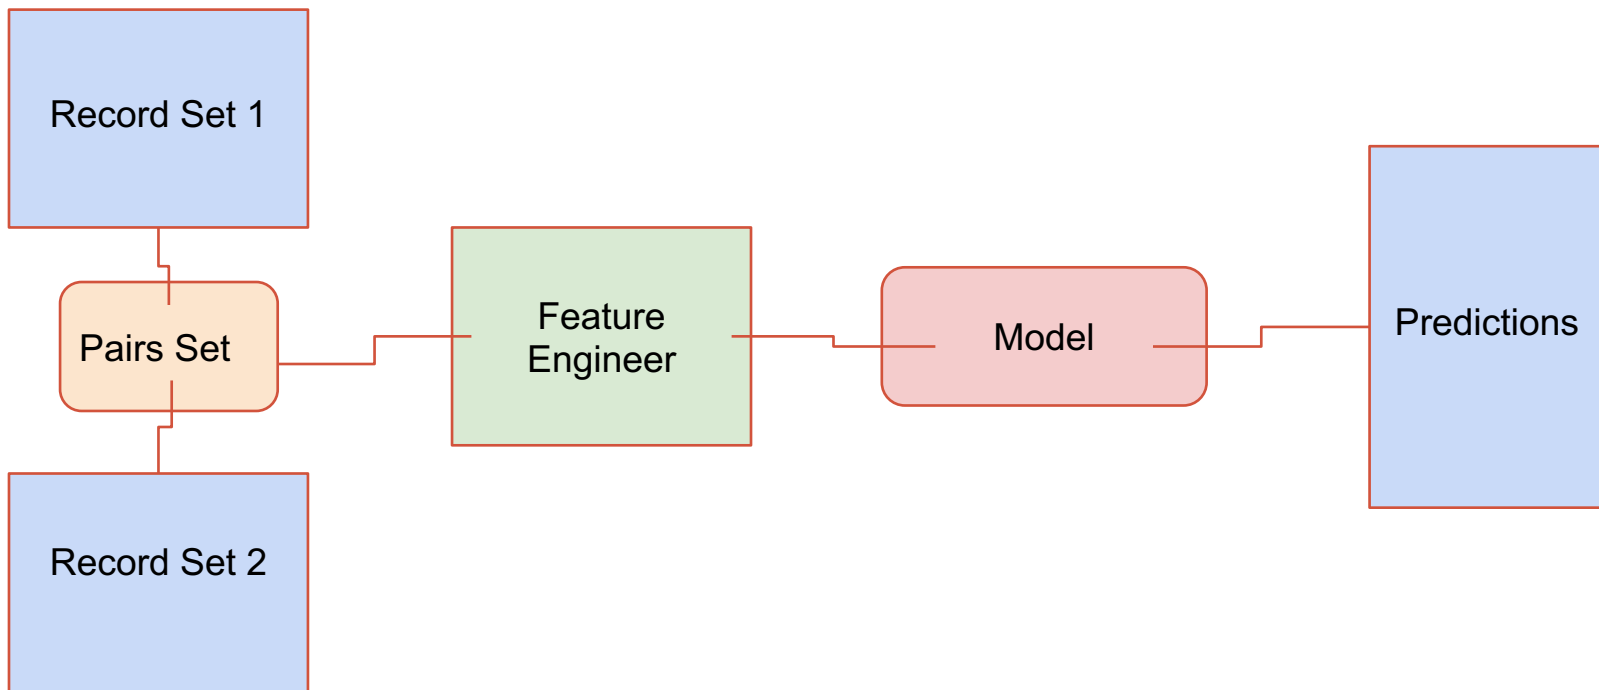 Record Set 1
Pairs Set
Record Set 2
Feature
Engineer
Model
Predictions